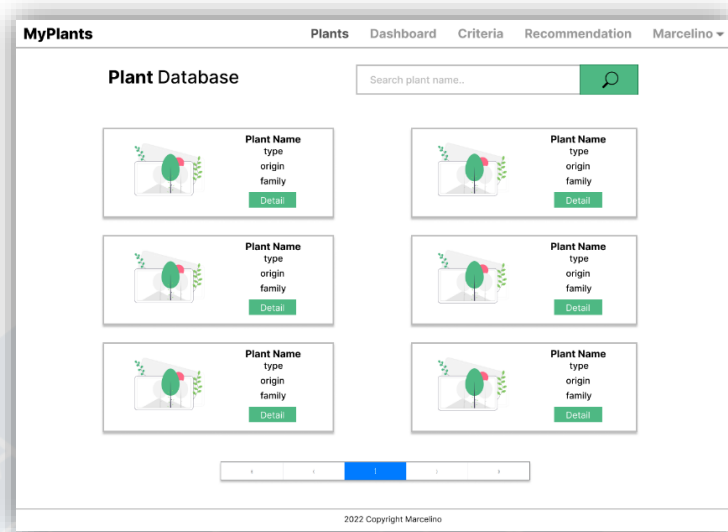 MyPlants Plants Dashboard Criteria Recommendation Marcelino
Plant Database Search plant name..
Plant Name
type
origin
family
Detail
Plant Name
type
origin
family
Detail
Plant Name
type
origin
family
Detail
Plant Name
type
origin
family
Detail
Plant Name
type
origin
family
Detail
Plant Name
type
origin
family
Detail
2022 Copyright Marcelino